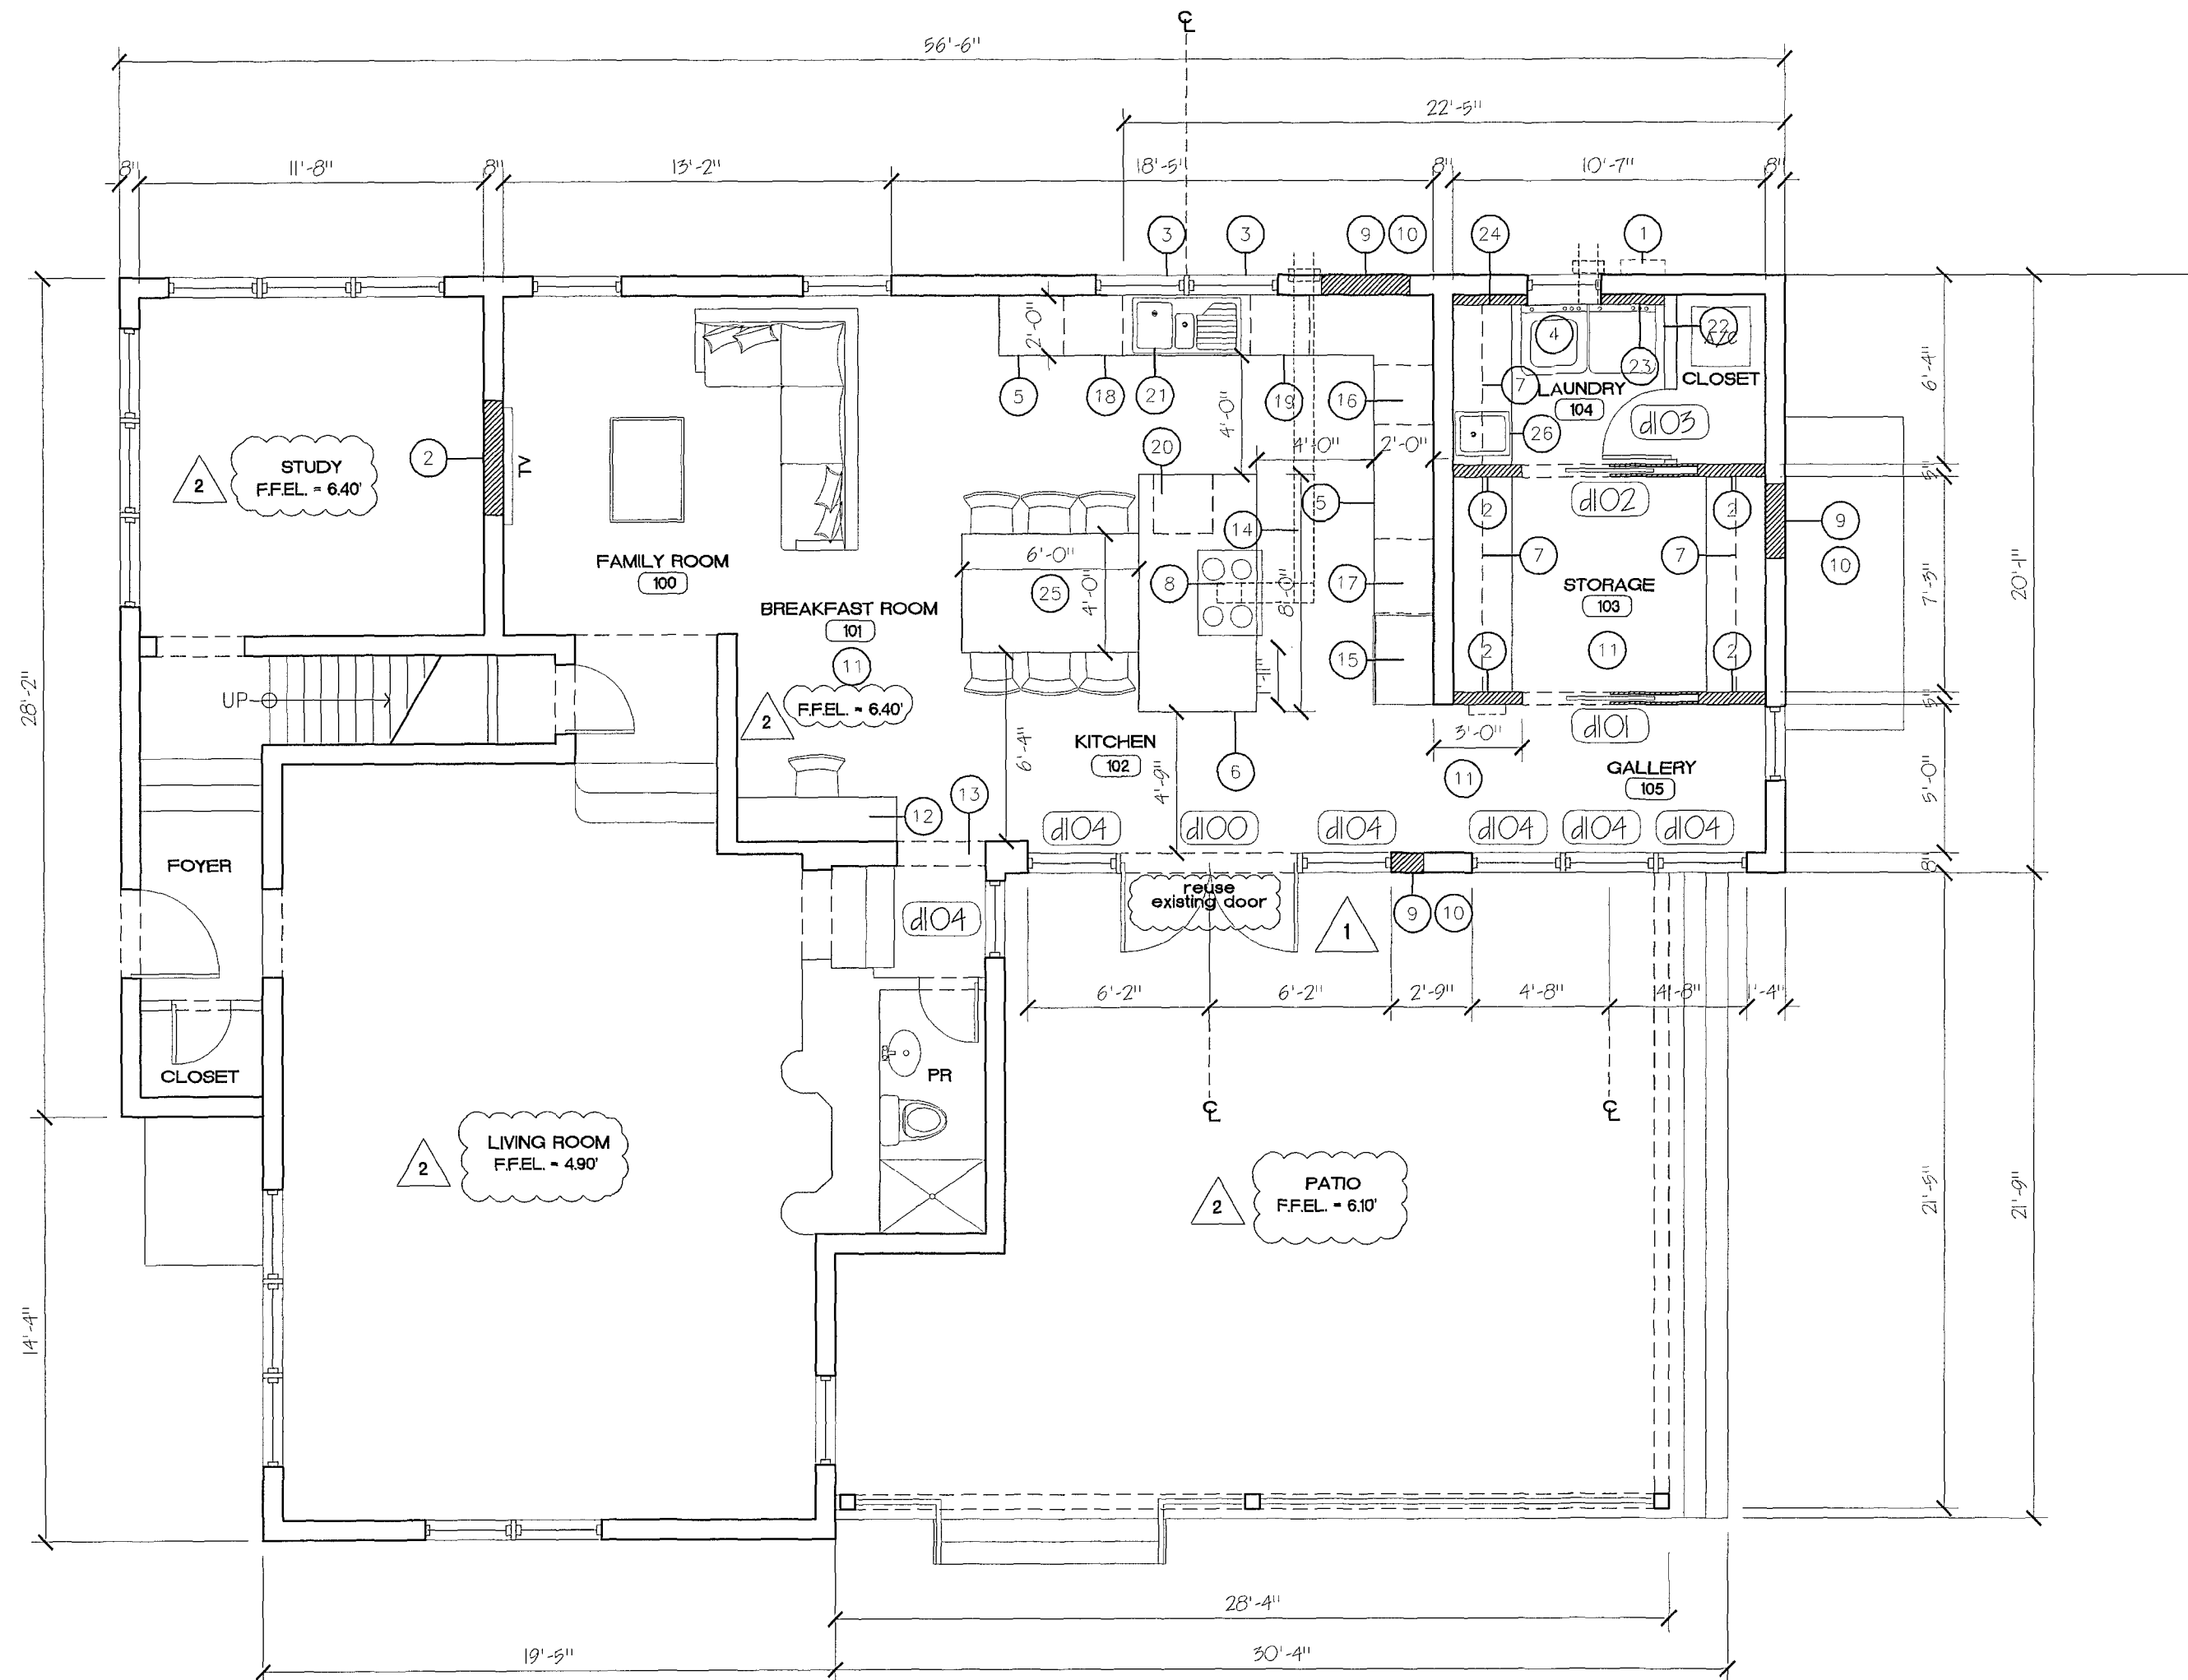 ℄
56'-6"
22'-5"
8" 11'-8" 8" 13'-2" 18'-5" 8" 10'-7" 8"
3 3 9 10 24 1
2'-0"
4 22 A/C
23
5 18 21 19 16 7 LAUNDRY CLOSET
104
4'-0" d103
26
20 4'-0" 2'-0"
6'-4"
5"
2 STUDY
F.F.EL. = 6.40'
2 TV
d102
5 2 2
14 9
10
FAMILY ROOM
100
6'-0"
25 4'-0" 8 8'-0" 17 7 7
STORAGE
103
7'-3"
20'-1"
BREAKFAST ROOM
101
11
2 F.F.EL. = 6.40'
15 2 11 2
UP
28'-2"
5"
d101
3'-0"
6'-4" KITCHEN
102
4'-9" 6 11
GALLERY
105
5'-0"
13
12
d104 d100 d104 d104 d104 d104
FOYER
8"
reuse
existing door
d104
1 9 10
6'-2" 6'-2" 2'-9" 4'-8" 4'-8" 1'-4"
CLOSET
PR
℄ ℄
2 LIVING ROOM
F.F.EL. = 4.90'
2 PATIO
F.F.EL. = 6.10'
21'-5"
21'-9"
14'-4"
28'-4"
19'-5" 30'-4"